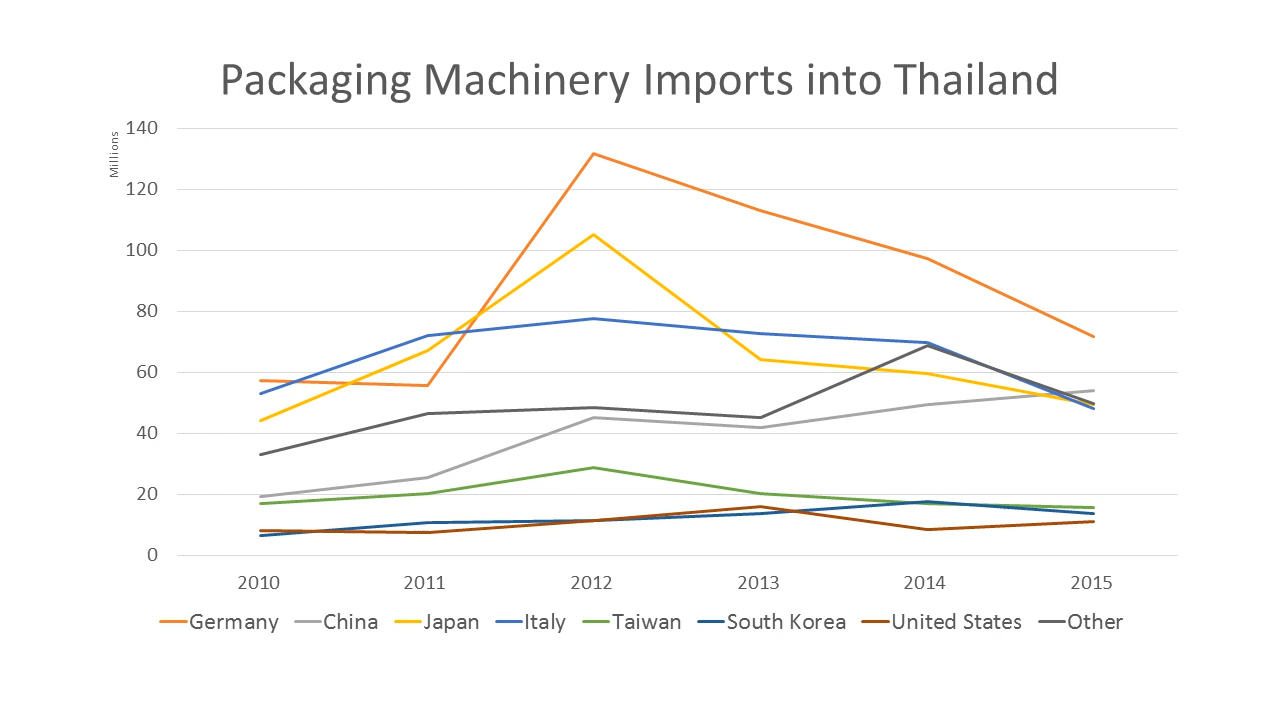 Packaging Machinery Imports into Thailand
Millions
140
120
100
80
60
40
20
0
2010 2011 2012 2013 2014 2015
Germany China Japan Italy Taiwan South Korea United States Other